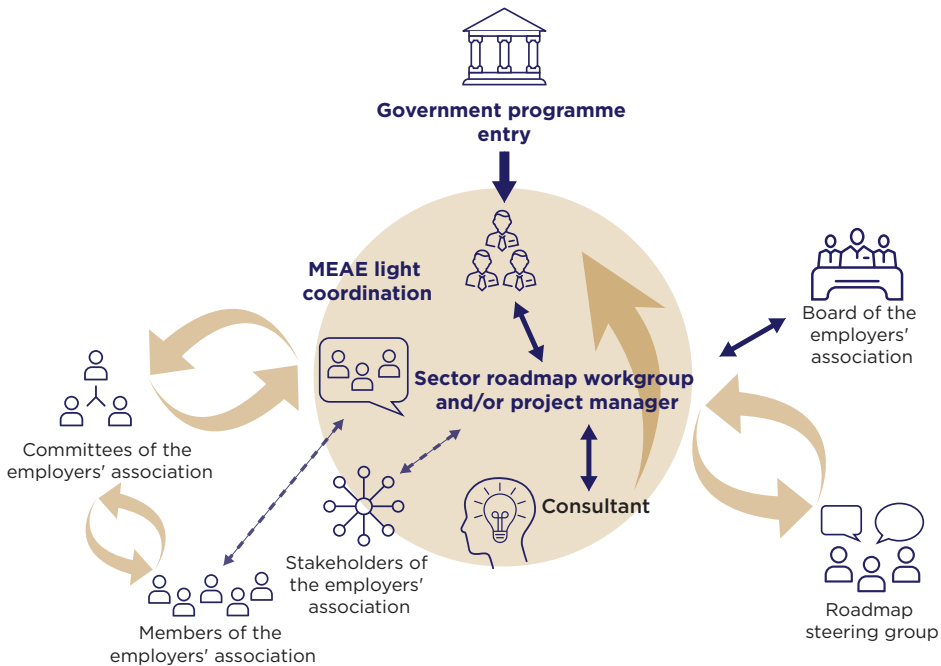 Government programme
entry
MEAE light
coordination
Board of the
employers'
association
Sector roadmap workgroup
and/or project manager
Committees of the
employers' association
Consultant
Stakeholders of
the employers'
association
Roadmap
steering group
Members of the
employers' association